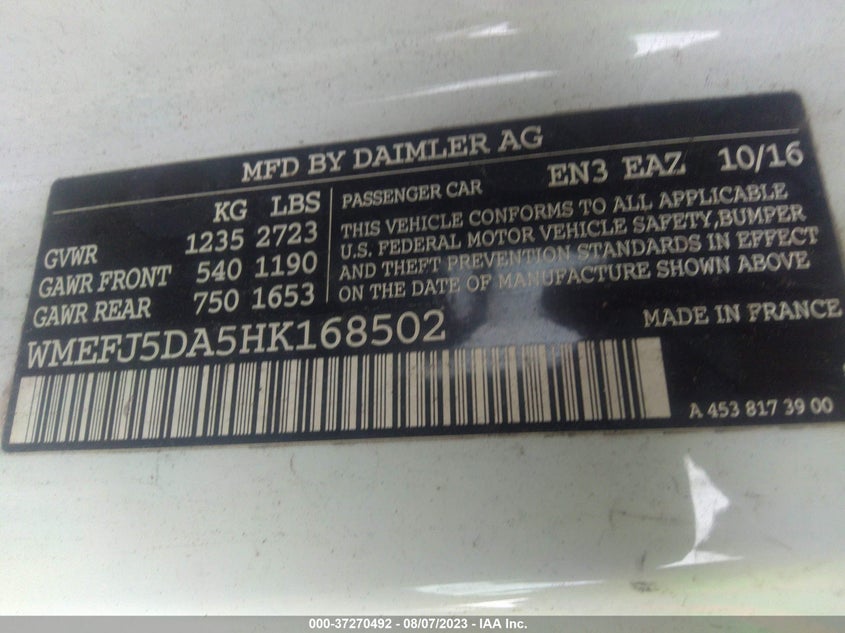 MFD BY DAIMLER AG
EN3 EAZ 10/16
KG LBS
GVWR 1235 2723
GAWR FRONT 540 1190
GAWR REAR 750 1653
PASSENGER CAR
THIS VEHICLE CONFORMS TO ALL APPLICABLE
U.S. FEDERAL MOTOR VEHICLE SAFETY,BUMPER
AND THEFT PREVENTION STANDARDS IN EFFECT
ON THE DATE OF MANUFACTURE SHOWN ABOVE
WMEFJ5DA5HK168502
MADE IN FRANCE
A 453 817 39 00
000-37270492 - 08/07/2023 - IAA Inc.